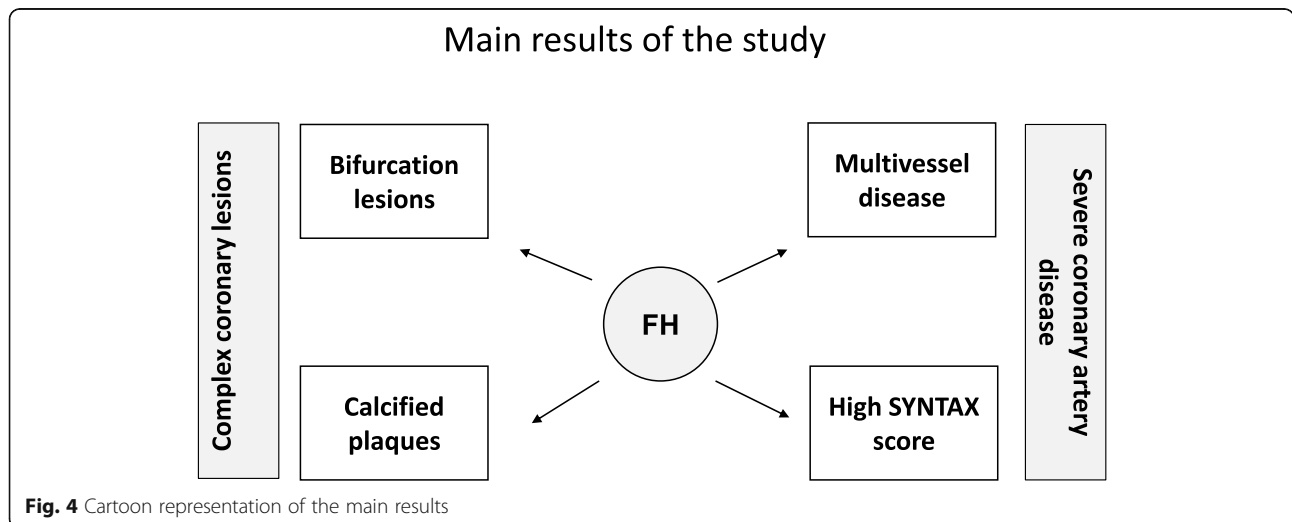 Main results of the study
Complex coronary lesions
Bifurcation
lesions
Calcified
plaques
FH
Multivessel
disease
High SYNTAX
score
Severe coronary artery
disease
Fig. 4 Cartoon representation of the main results